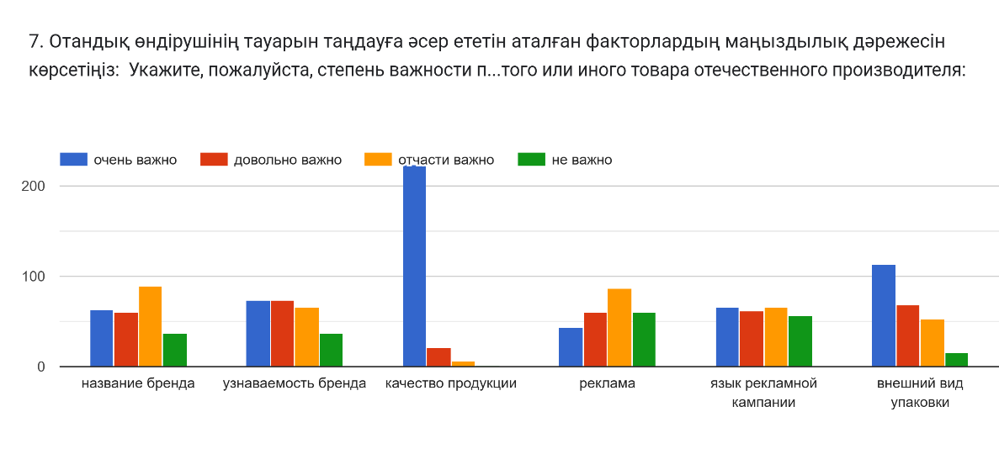 7. Отандық өндірушінің тауарын таңдауға әсер ететін аталған факторлардың маңыздылық дәрежесін
көрсетіңіз:  Укажите, пожалуйста, степень важности п...того или иного товара отечественного производителя:
очень важно довольно важно отчасти важно не важно
200
100
0
название бренда узнаваемость бренда качество продукции реклама язык рекламной внешний вид
кампании упаковки